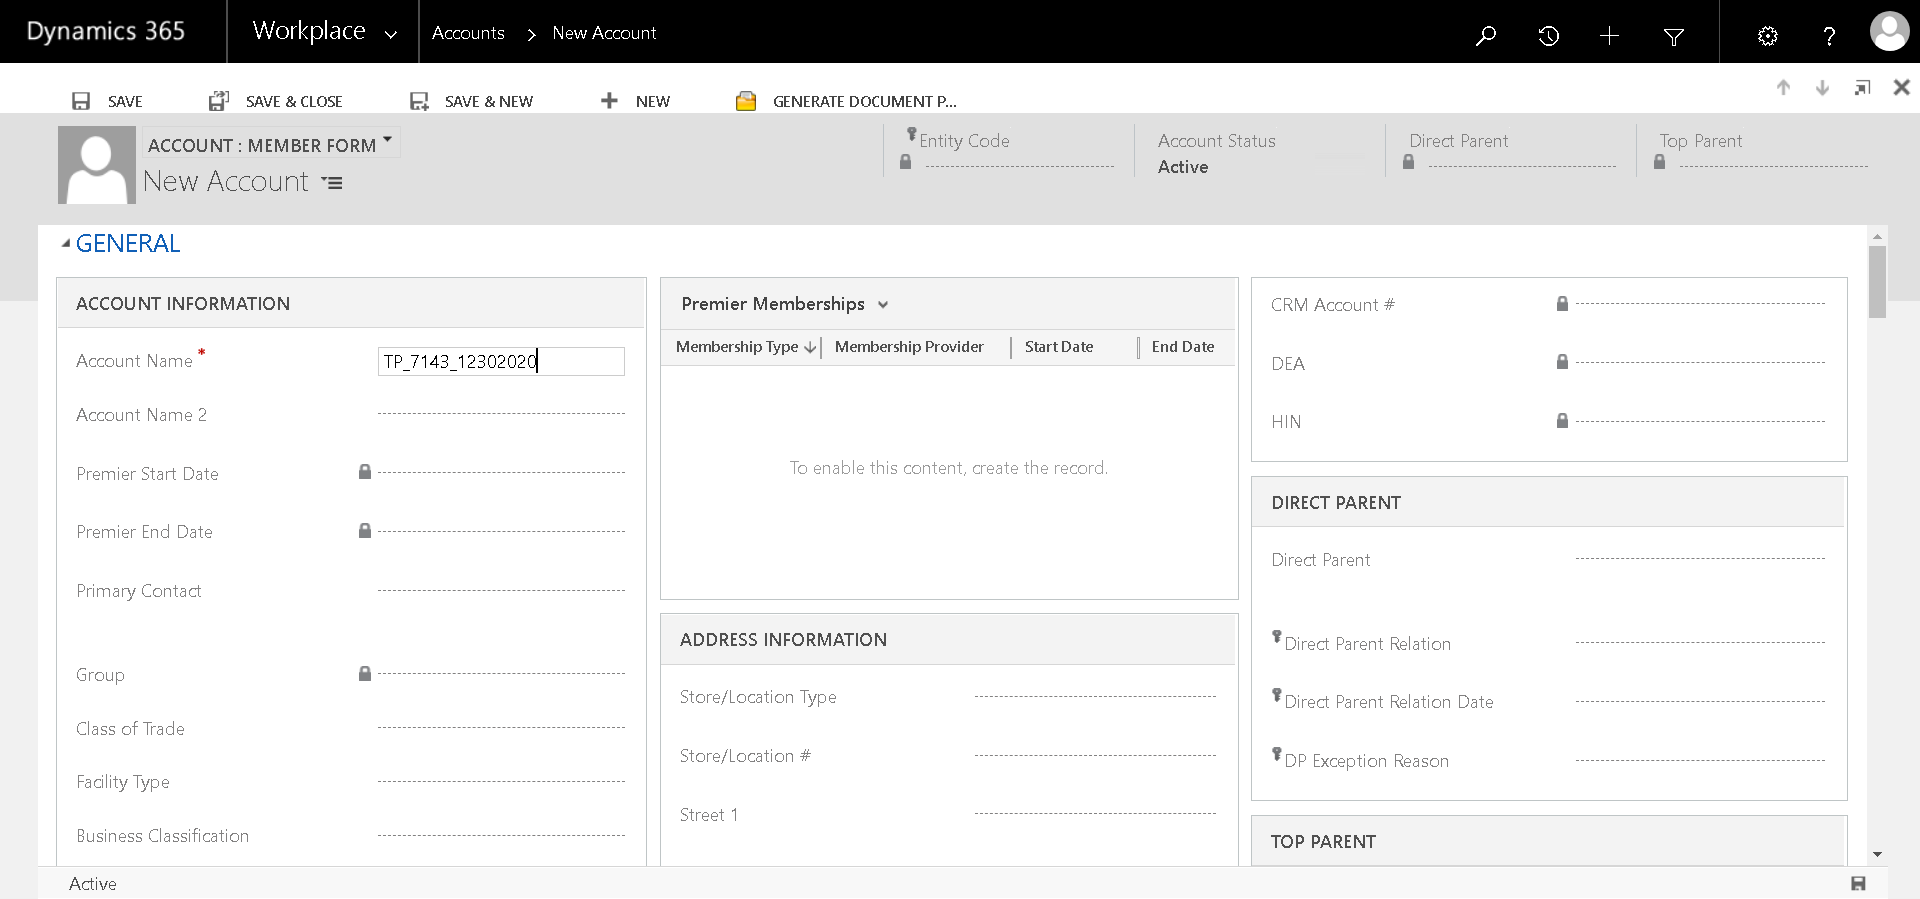 Dynamics 365
Workplace
Accounts > New Account
?
SAVE
SAVE & CLOSE
SAVE & NEW
NEW
GENERATE DOCUMENT P...
ACCOUNT : MEMBER FORM
New Account
Entity Code
Account Status
Active
Direct Parent
Top Parent
GENERAL
ACCOUNT INFORMATION
Account Name *
TP_7143_12302020
Account Name 2
Premier Start Date
Premier End Date
Primary Contact
Group
Class of Trade
Facility Type
Business Classification
Premier Memberships
Membership Type
Membership Provider
Start Date
End Date
To enable this content, create the record.
ADDRESS INFORMATION
Store/Location Type
Store/Location #
Street 1
CRM Account #
DEA
HIN
DIRECT PARENT
Direct Parent
Direct Parent Relation
Direct Parent Relation Date
DP Exception Reason
TOP PARENT
Active